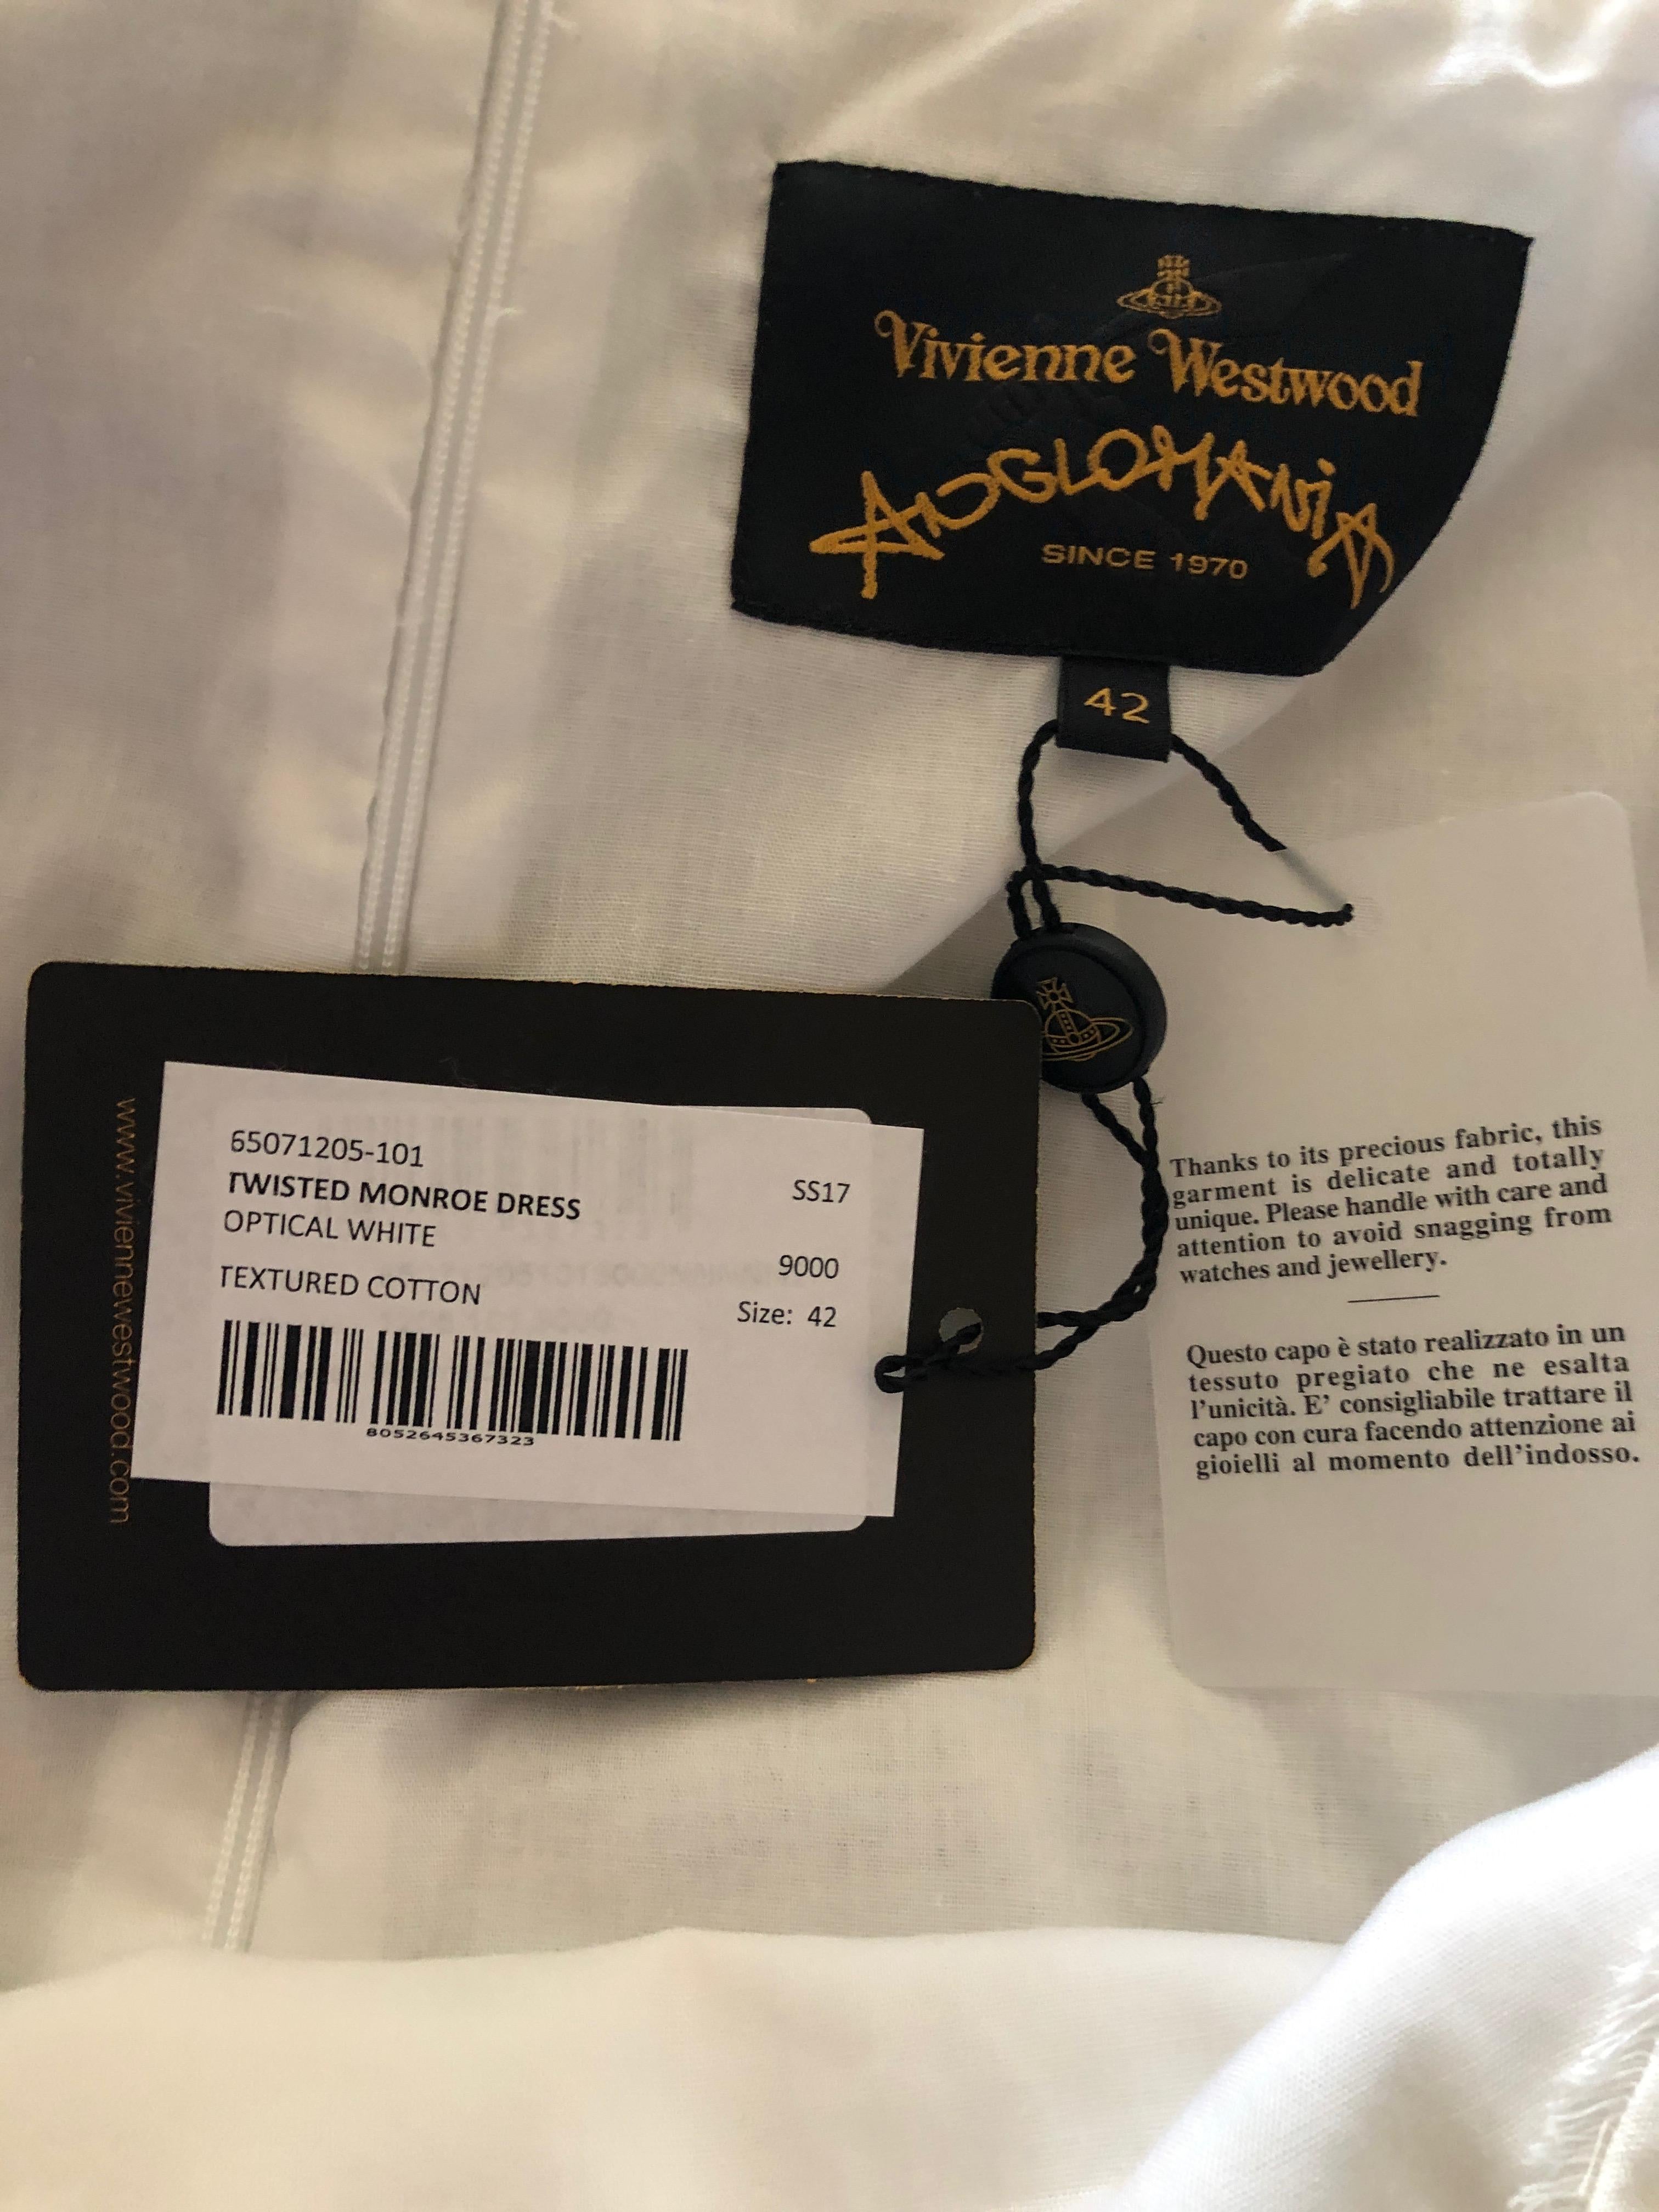 Vivienne Westwood
ANGLOMANIA
SINCE 1970
42
www.viviennewestwood.com
65071205-101
TWISTED MONROE DRESS SS17
OPTICAL WHITE
9000
TEXTURED COTTON
Size: 42
8052645367323
Thanks to its precious fabric, this
garment is delicate and totally
unique. Please handle with care and
attention to avoid snagging from
watches and jewellery.
Questo capo è stato realizzato in un
tessuto pregiato che ne esalta
l'unicità. E' consigliabile trattare il
capo con cura facendo attenzione ai
gioielli al momento dell'indosso.